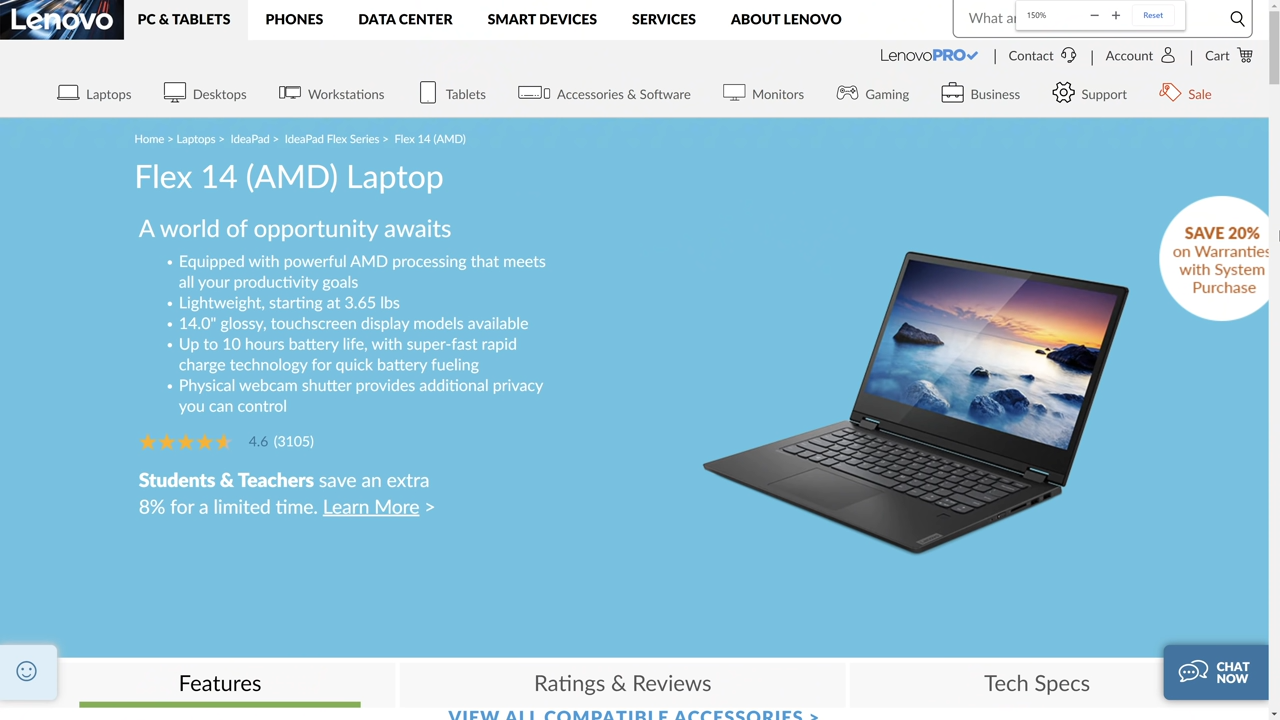 Lenovo
PC & TABLETS PHONES DATA CENTER SMART DEVICES SERVICES ABOUT LENOVO
What
150% Reset
LenovoPRO | Contact | Account | Cart
Laptops Desktops Workstations Tablets Accessories & Software Monitors Gaming Business Support Sale
Home > Laptops > IdeaPad > IdeaPad Flex Series > Flex 14 (AMD)
Flex 14 (AMD) Laptop
A world of opportunity awaits
• Equipped with powerful AMD processing that meets
all your productivity goals
• Lightweight, starting at 3.65 lbs
• 14.0" glossy, touchscreen display models available
• Up to 10 hours battery life, with super-fast rapid
charge technology for quick battery fueling
• Physical webcam shutter provides additional privacy
you can control
4.6 (3105)
Students & Teachers save an extra
8% for a limited time. Learn More >
SAVE 20%
on Warranties
with System
Purchase
Features Ratings & Reviews Tech Specs
CHAT
NOW
VIEW ALL COMPATIBLE ACCESSORIES >